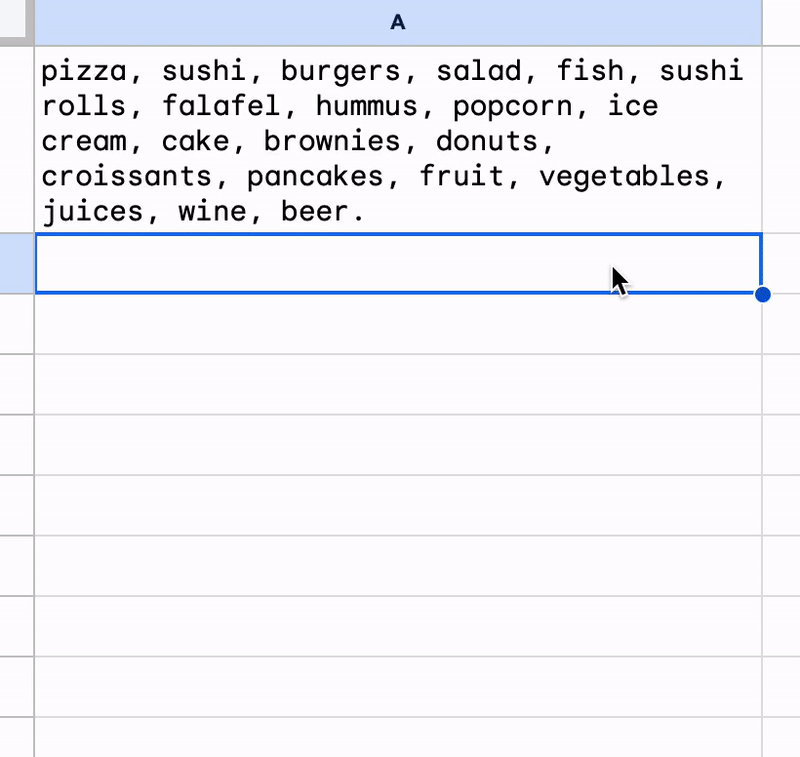 A
pizza, sushi, burgers, salad, fish, sushi
rolls, falafel, hummus, popcorn, ice
cream, cake, brownies, donuts,
croissants, pancakes, fruit, vegetables,
juices, wine, beer.